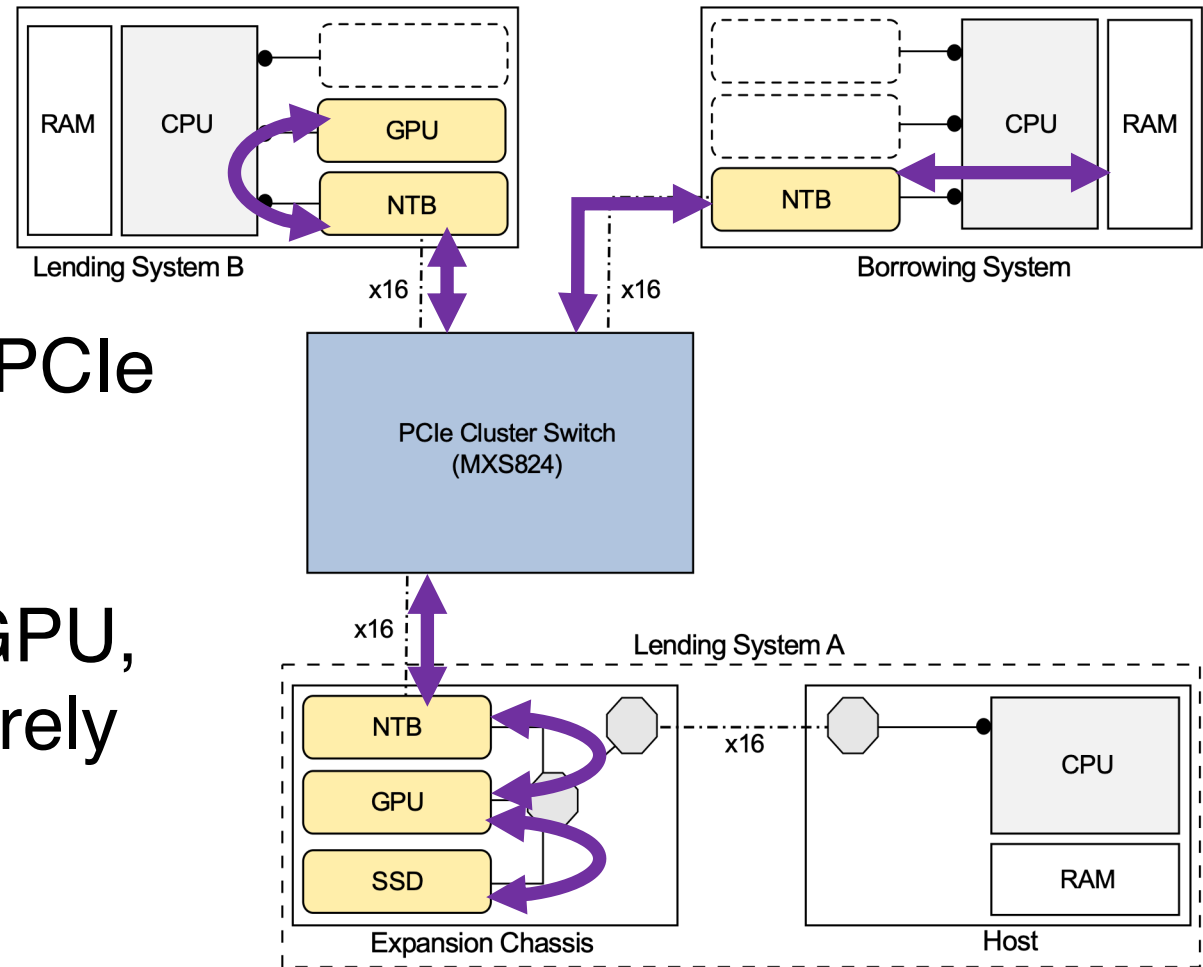 RAM
CPU
GPU
NTB
Lending System B
CPU
RAM
NTB
Borrowing System
x16
x16
PCIe
PCIe Cluster Switch
(MXS824)
GPU,
rely
x16
Lending System A
NTB
GPU
SSD
Expansion Chassis
x16
CPU
RAM
Host